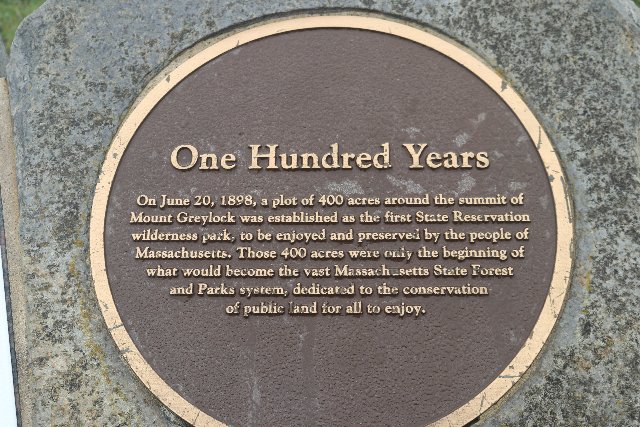 One Hundred Years
On June 20, 1898, a plot of 400 acres around the summit of
Mount Greylock was established as the first State Reservation
wilderness park, to be enjoyed and preserved by the people of
Massachusetts. Those 400 acres were only the beginning of
what would become the vast Massachusetts State Forest
and Parks system, dedicated to the conservation
of public land for all to enjoy.